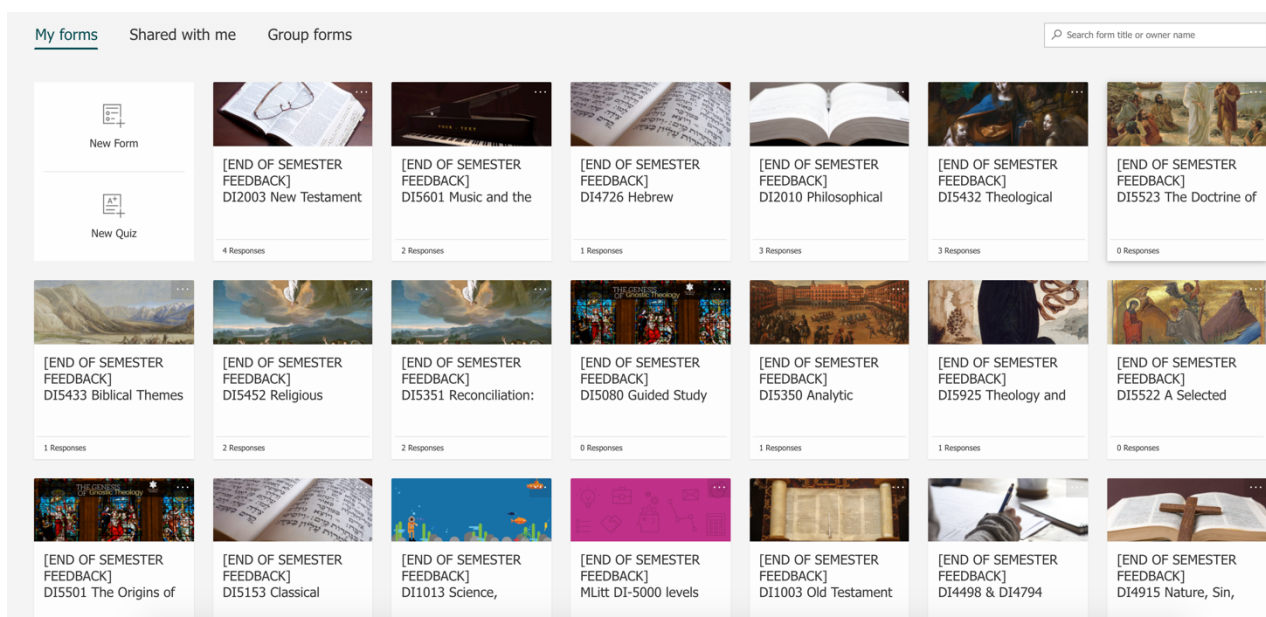 My forms Shared with me Group forms
Search form title or owner name
New Form
New Quiz
[END OF SEMESTER
FEEDBACK]
DI2003 New Testament
4 Responses
[END OF SEMESTER
FEEDBACK]
DI5601 Music and the
2 Responses
[END OF SEMESTER
FEEDBACK]
DI4726 Hebrew
1 Responses
[END OF SEMESTER
FEEDBACK]
DI2010 Philosophical
3 Responses
[END OF SEMESTER
FEEDBACK]
DI5432 Theological
3 Responses
[END OF SEMESTER
FEEDBACK]
DI5523 The Doctrine of
0 Responses
[END OF SEMESTER
FEEDBACK]
DI5433 Biblical Themes
1 Responses
[END OF SEMESTER
FEEDBACK]
DI5452 Religious
2 Responses
[END OF SEMESTER
FEEDBACK]
DI5351 Reconciliation:
2 Responses
THE GENESIS
OF Gnostic Theology
[END OF SEMESTER
FEEDBACK]
DI5080 Guided Study
0 Responses
[END OF SEMESTER
FEEDBACK]
DI5350 Analytic
1 Responses
[END OF SEMESTER
FEEDBACK]
DI5925 Theology and
1 Responses
[END OF SEMESTER
FEEDBACK]
DI5522 A Selected
0 Responses
THE GENESIS
OF Gnostic Theology
[END OF SEMESTER
FEEDBACK]
DI5501 The Origins of
[END OF SEMESTER
FEEDBACK]
DI5153 Classical
[END OF SEMESTER
FEEDBACK]
DI1013 Science,
[END OF SEMESTER
FEEDBACK]
MLitt DI-5000 levels
[END OF SEMESTER
FEEDBACK]
DI1003 Old Testament
[END OF SEMESTER
FEEDBACK]
DI4498 & DI4794
[END OF SEMESTER
FEEDBACK]
DI4915 Nature, Sin,